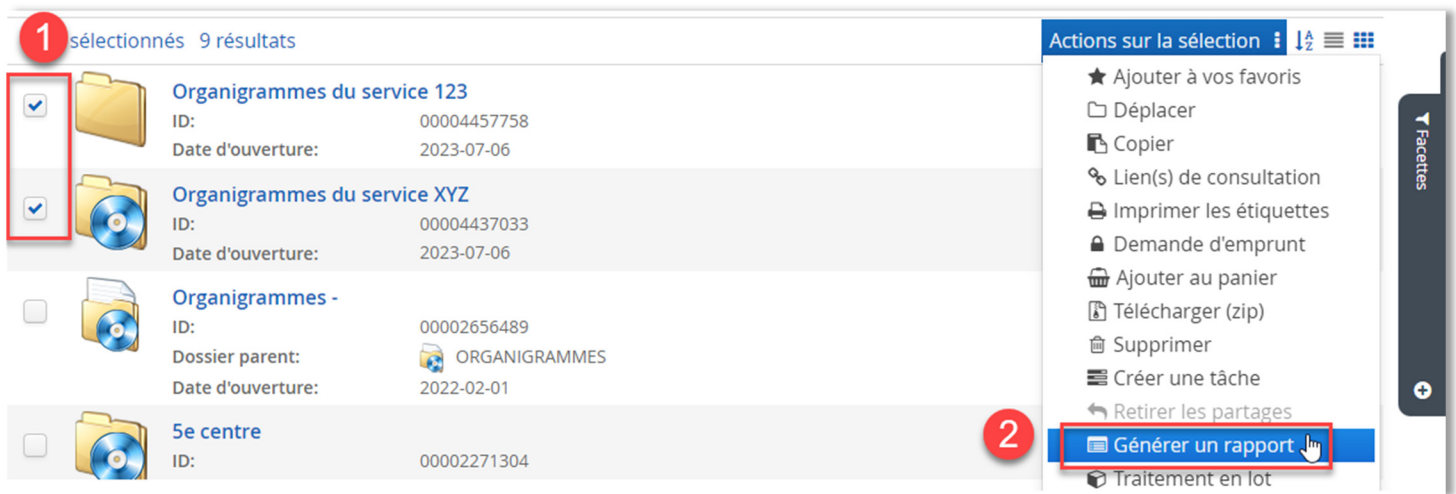 1 sélectionnés 9 résultats
Actions sur la sélection
Organigrammes du service 123
ID: 00004457758
Date d'ouverture: 2023-07-06
Organigrammes du service XYZ
ID: 00004437033
Date d'ouverture: 2023-07-06
Organigrammes -
ID: 00002656489
Dossier parent: ORGANIGRAMMES
Date d'ouverture: 2022-02-01
5e centre
ID: 00002271304
Ajouter à vos favoris
Déplacer
Copier
Lien(s) de consultation
Imprimer les étiquettes
Demande d'emprunt
Ajouter au panier
Télécharger (zip)
Supprimer
Créer une tâche
Retirer les partages
2 Générer un rapport
Traitement en lot
Facettes